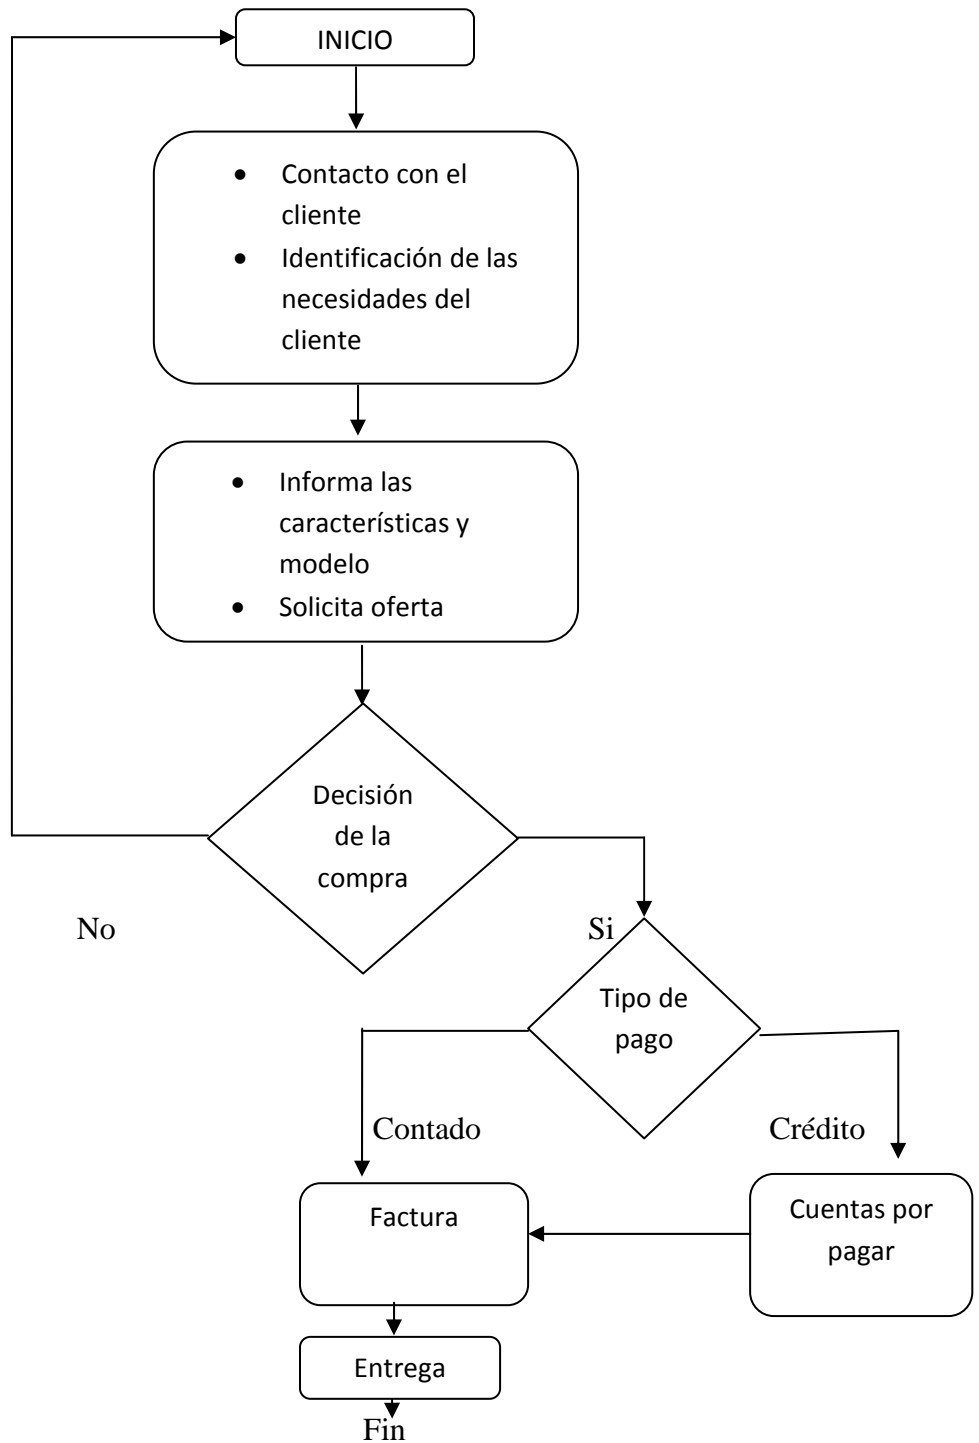 INICIO
• Contacto con el
cliente
• Identificación de las
necesidades del
cliente
• Informa las
característícas y
modelo
• Solicita oferta
Decisión
de la
compra
No
Si
Tipo de
pago
Contado
Crédito
Factura
Cuentas por
pagar
Entrega
Fin